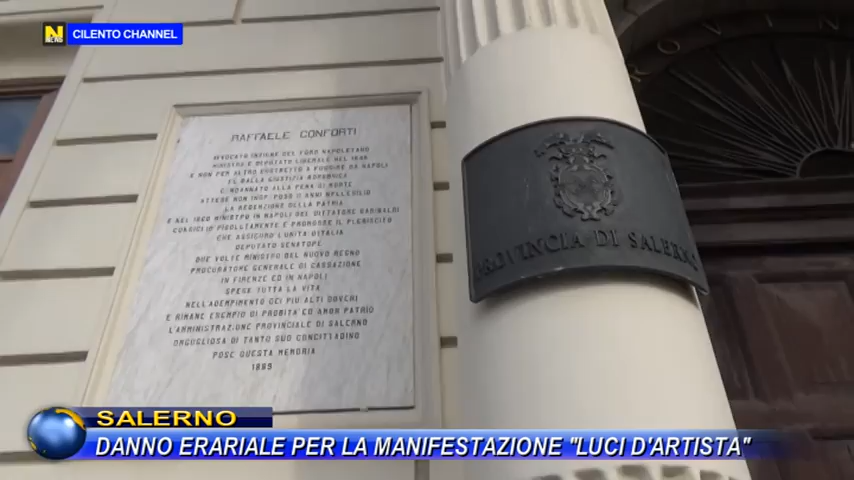 N
NEWS
CILENTO CHANNEL
RAFFAELE CONFORTI
AVVOCATO INSIGNE DEL FORO NAPOLETANO
MINISTRO E DEPUTATO LIBERALE NEL 1848
E NON PER ALTRO COSTRETTO A FUGGIRE DA NAPOLI
FU DALLA GIUSTIZIA BORBONICA
CONDANNATO ALLA PENA DI MORTE
ATTESE NON INOP. POSO 11 ANNI NELL'ESILIO
LA REDENZIONE DELLA PATRIA
E NEL 1860 MINISTRO IN NAPOLI DEL DITTATORE GARIBALDI
CONSIGLIO RISOLUTAMENTE E PROMOSSE IL PLEBISCITO
CHE ASSICURO L'UNITA D'ITALIA
DEPUTATO SENATORE
DUE VOLTE MINISTRO DEL NUOVO REGNO
PROCURATORE GENERALE DI CASSAZIONE
IN FIRENZE ED IN NAPOLI
SPESE TUTTA LA VITA
NELL'ADEMPIMENTO DEI PIU ALTI DOVERI
E RIMANE ESEMPIO DI PROBITA ED AMOR PATRIO
L'AMMINISTRAZIONE PROVINCIALE DI SALERNO
ORGOGLIOSA DI TANTO SUO CONCITTADINO
POSE QUESTA MEMORIA
1889
PROVINCIA DI SALERNO
SALERNO
DANNO ERARIALE PER LA MANIFESTAZIONE "LUCI D'ARTISTA"